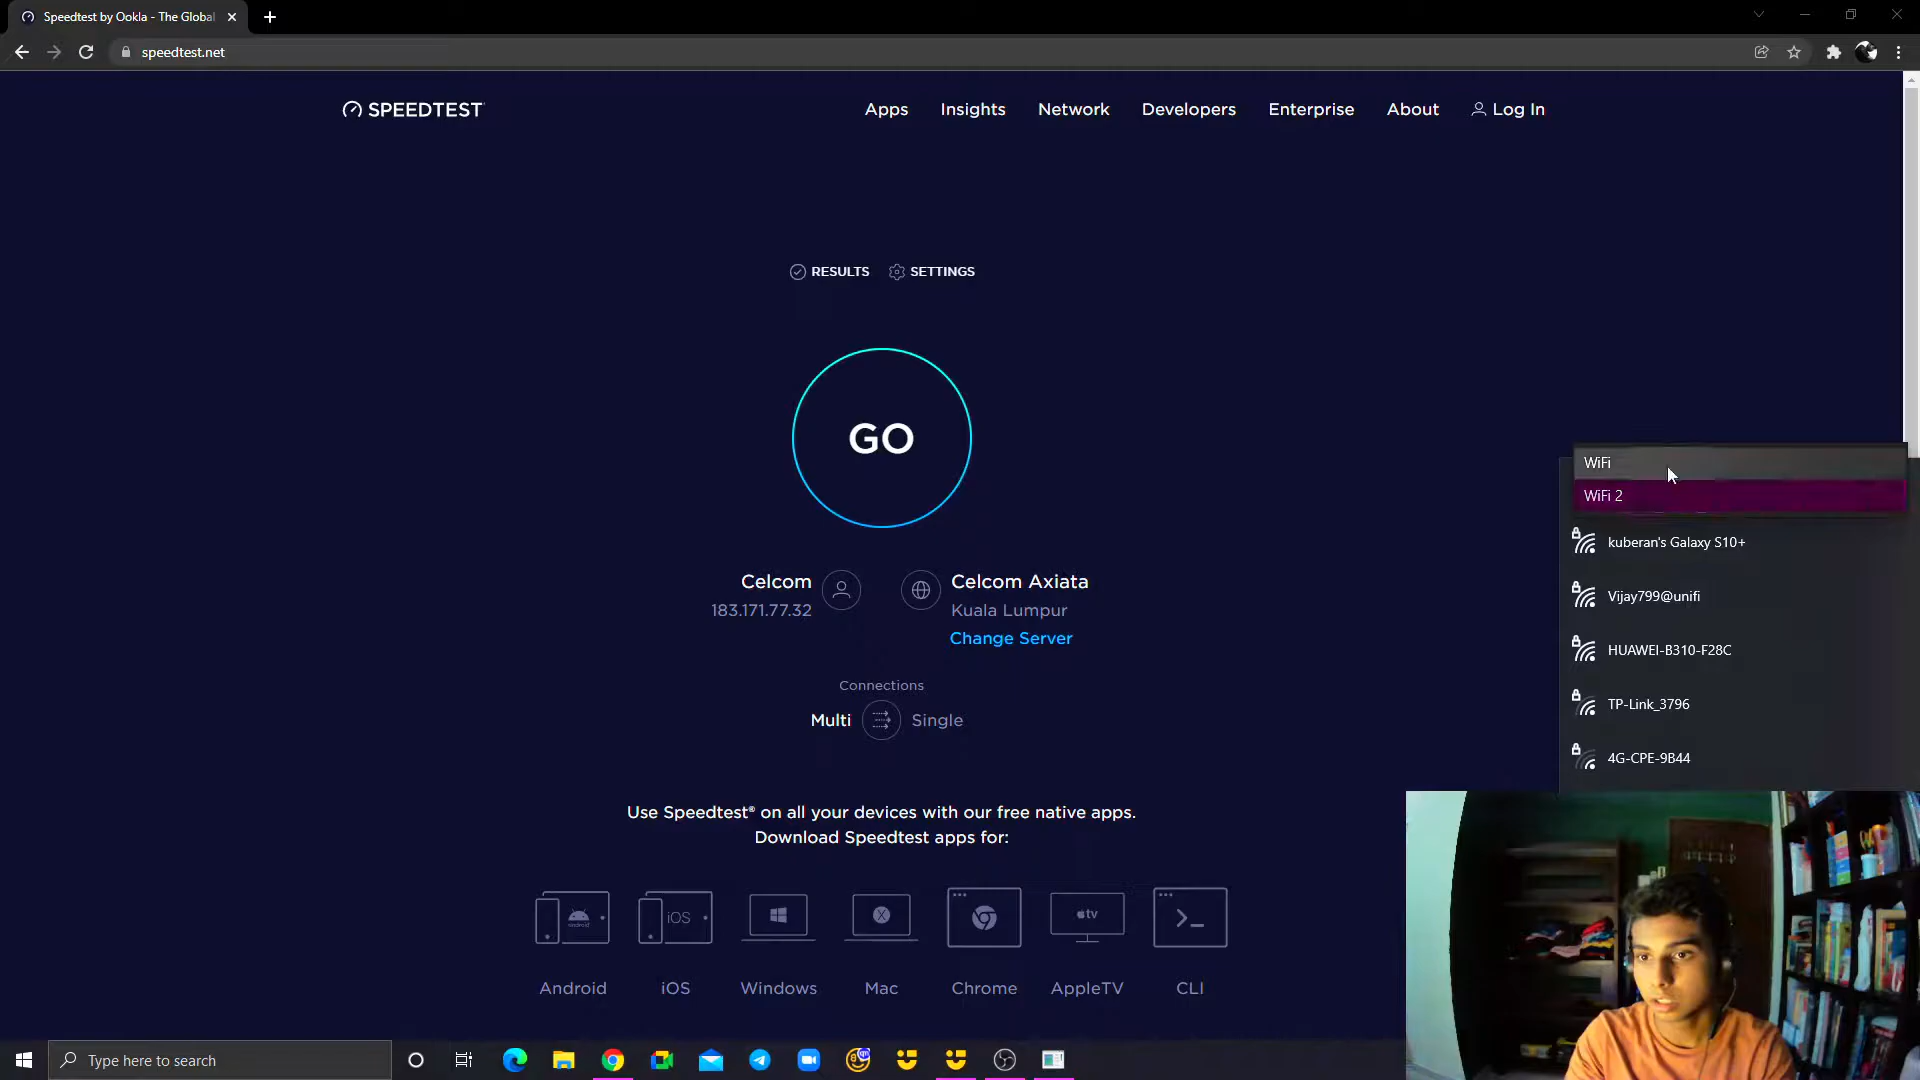 Speedtest by Ookla - The Global
speedtest.net
SPEEDTEST
Apps Insights Network Developers Enterprise About Log In
RESULTS SETTINGS
GO
WiFi
WiFi 2
kuberan's Galaxy S10+
Vijay799@unifi
HUAWEI-B310-F28C
TP-Link_3796
4G-CPE-9B44
Celcom
183.171.77.32
Celcom Axiata
Kuala Lumpur
Change Server
Connections
Multi Single
Use Speedtest® on all your devices with our free native apps.
Download Speedtest apps for:
android iOS X tv
Android iOS Windows Mac Chrome AppleTV CLI
Type here to search